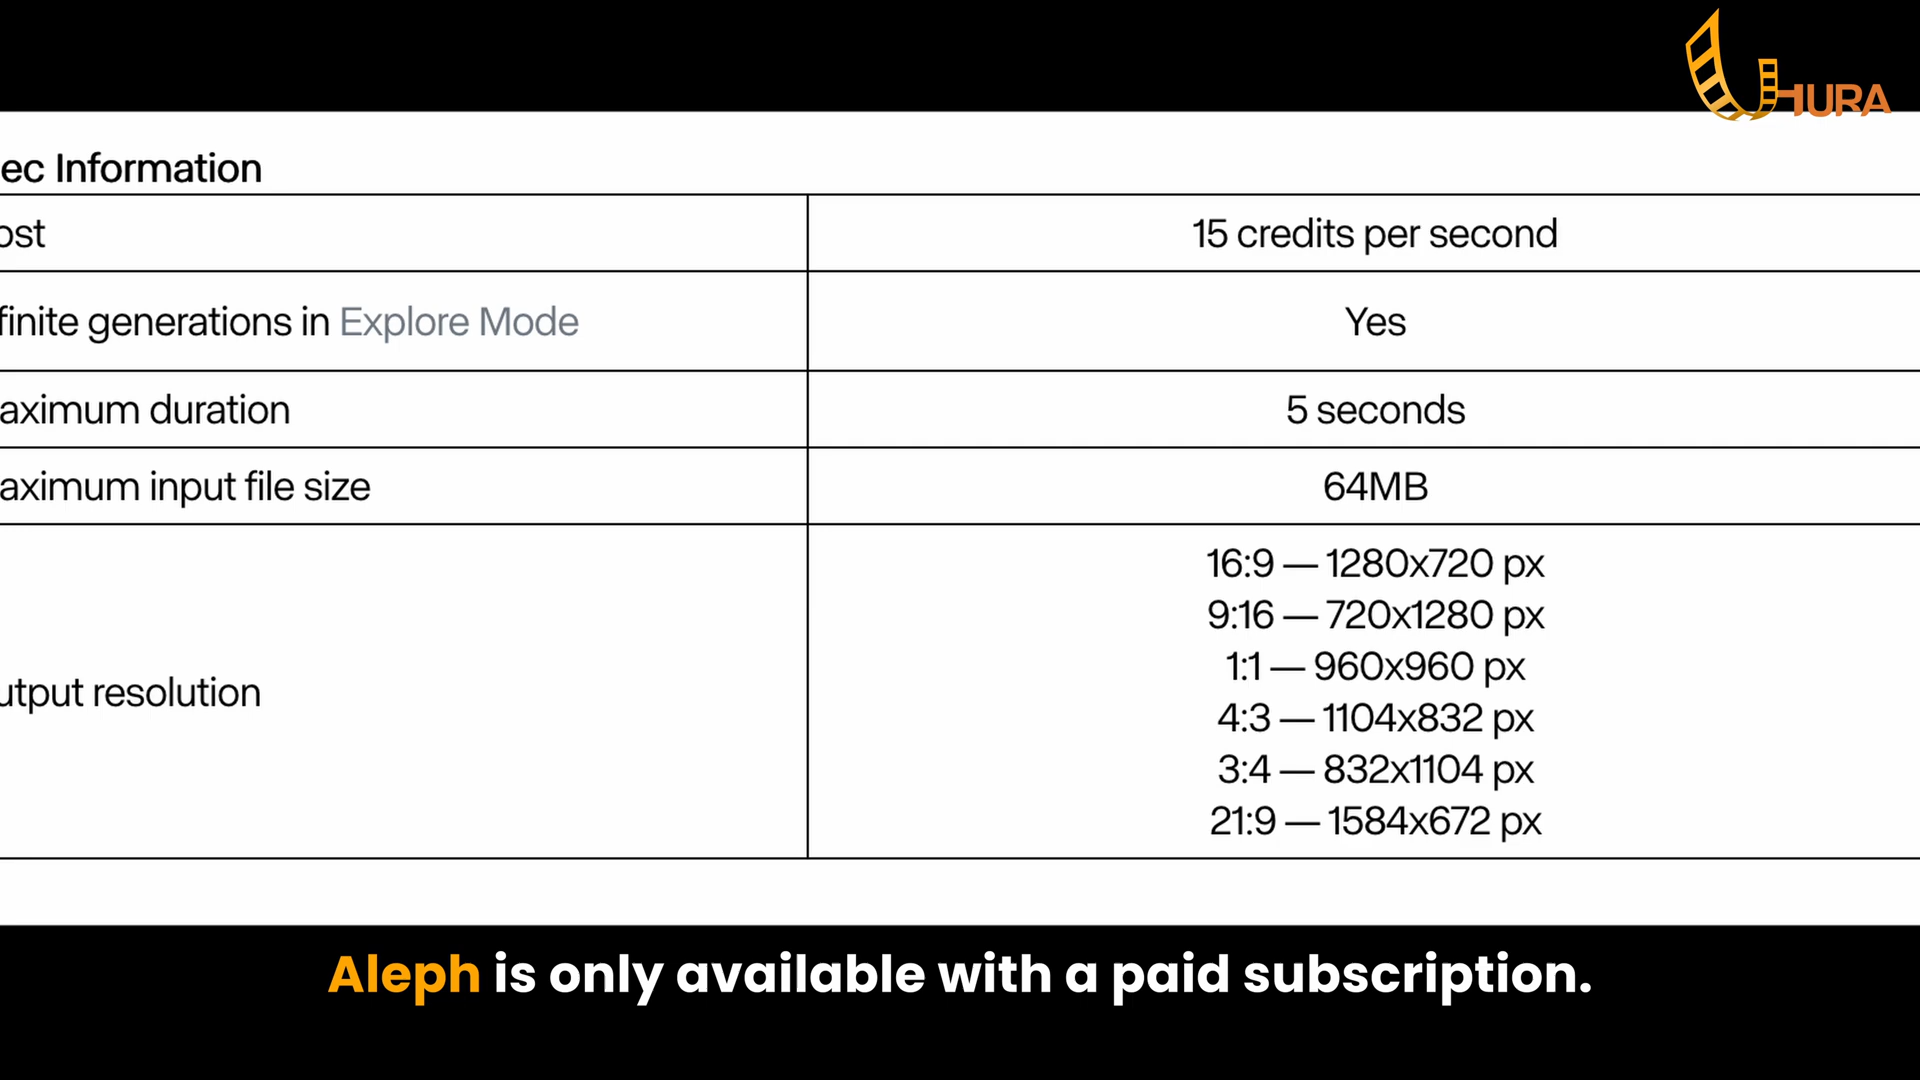 UHURA
ec Information
ost
15 credits per second
finite generations in Explore Mode
Yes
aximum duration
5 seconds
aximum input file size
64MB
utput resolution
16:9 — 1280x720 px
9:16 — 720x1280 px
1:1 — 960x960 px
4:3 — 1104x832 px
3:4 — 832x1104 px
21:9 — 1584x672 px
Aleph is only available with a paid subscription.